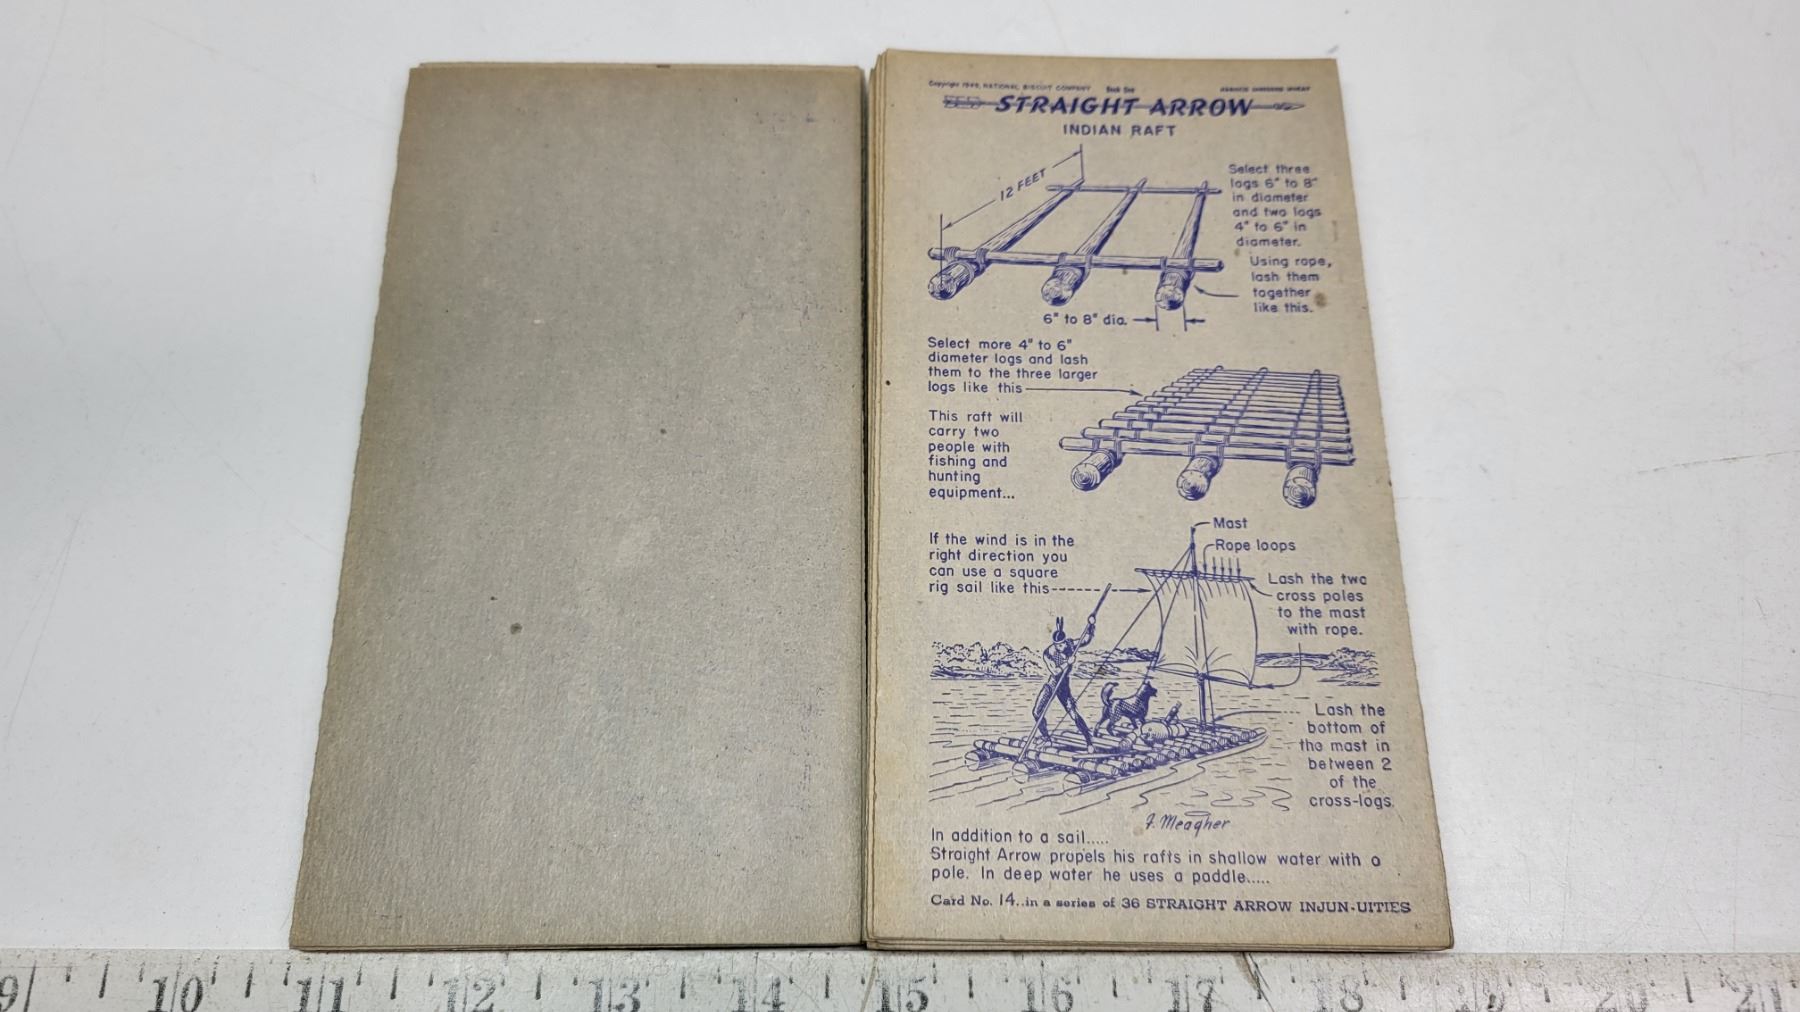 Copyright 1949, NATIONAL BISCUIT COMPANY Book One NABISCO SHREDDED WHEAT
STRAIGHT ARROW
INDIAN RAFT
12 FEET
Select three
logs 6" to 8"
in diameter
and two logs
4" to 6" in
diameter.
Using rope,
lash them
together
like this.
6" to 8" dia.
Select more 4" to 6"
diameter logs and lash
them to the three larger
logs like this
This raft will
carry two
people with
fishing and
hunting
equipment...
Mast
Rope loops
If the wind is in the
right direction you
can use a square
rig sail like this
Lash the two
cross poles
to the mast
with rope.
Lash the
bottom of
the mast in
between 2
of the
cross-logs.
J. Meagher
In addition to a sail.....
Straight Arrow propels his rafts in shallow water with a
pole. In deep water he uses a paddle.....
Card No. 14..in a series of 36 STRAIGHT ARROW INJUN-UITIES
9 10 11 12 13 14 15 16 17 18 19 20 21